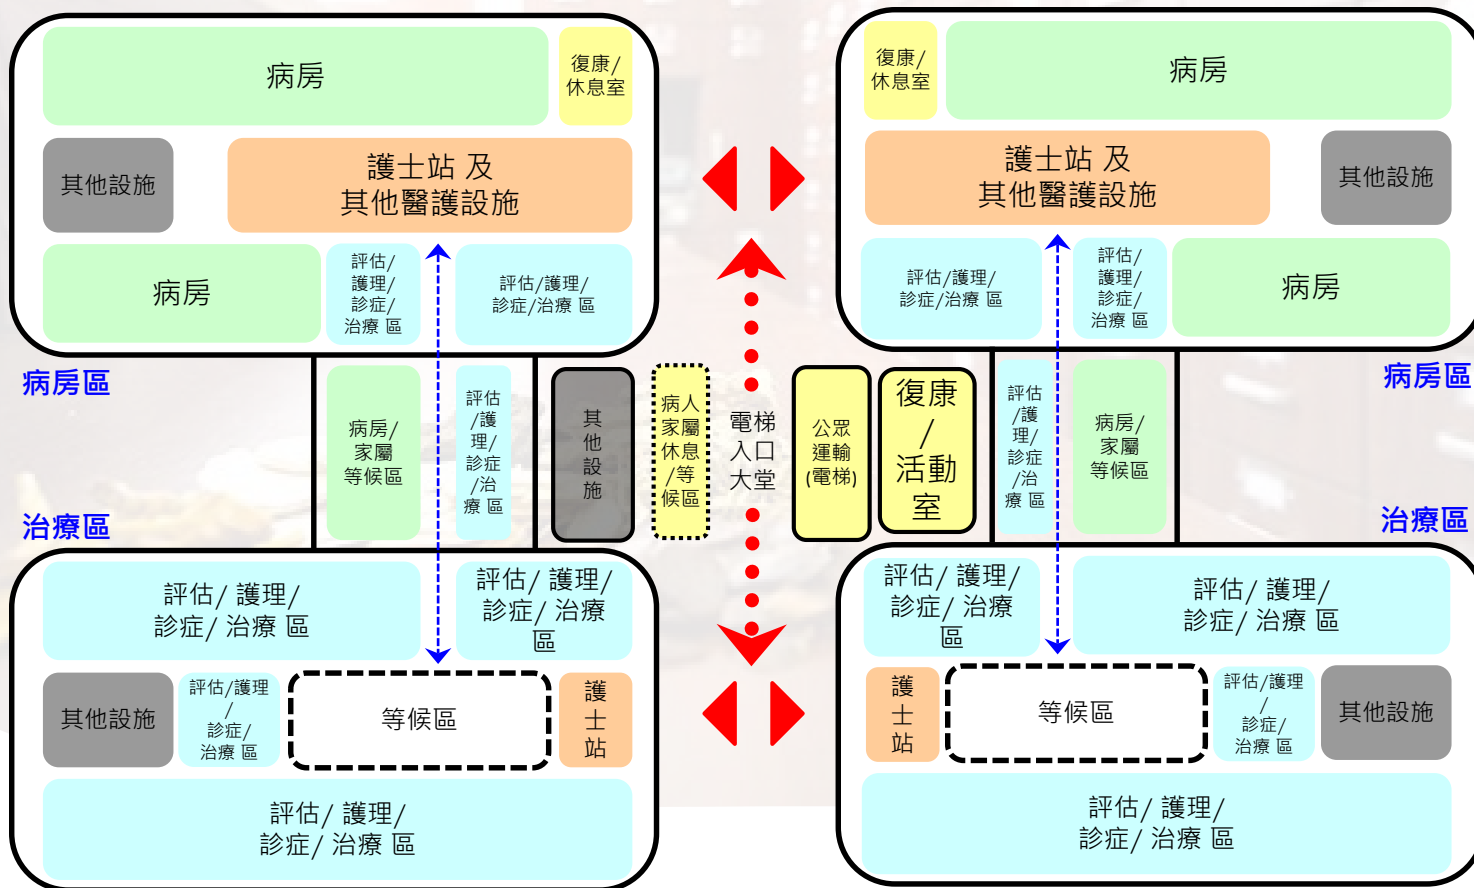 病房
復康/
休息室
其他設施
護士站 及
其他醫護設施
病房
評估/
護理/
診症/
治療 區
評估/護理/
診症/治療 區
復康/
休息室
病房
護士站 及
其他醫護設施
其他設施
評估/護理/
診症/治療 區
評估/
護理/
診症/
治療 區
病房
病房區
治療區
病房/
家屬
等候區
評估
/護
理/
診症
/治
療 區
其
他
設
施
病人
家屬
休息
/等
候區
電梯
入口
大堂
公眾
運輸
(電梯)
復康
/
活動
室
評估
/護
理/
診症
/治
療 區
病房/
家屬
等候區
病房區
治療區
評估/ 護理/
診症/ 治療 區
評估/ 護理/
診症/ 治療
區
其他設施
評估/護理
/
診症/
治療 區
等候區
護
士
站
評估/ 護理/
診症/ 治療 區
評估/ 護理/
診症/ 治療
區
評估/ 護理/
診症/ 治療 區
護
士
站
等候區
評估/護理
/
診症/
治療 區
其他設施
評估/ 護理/
診症/ 治療 區